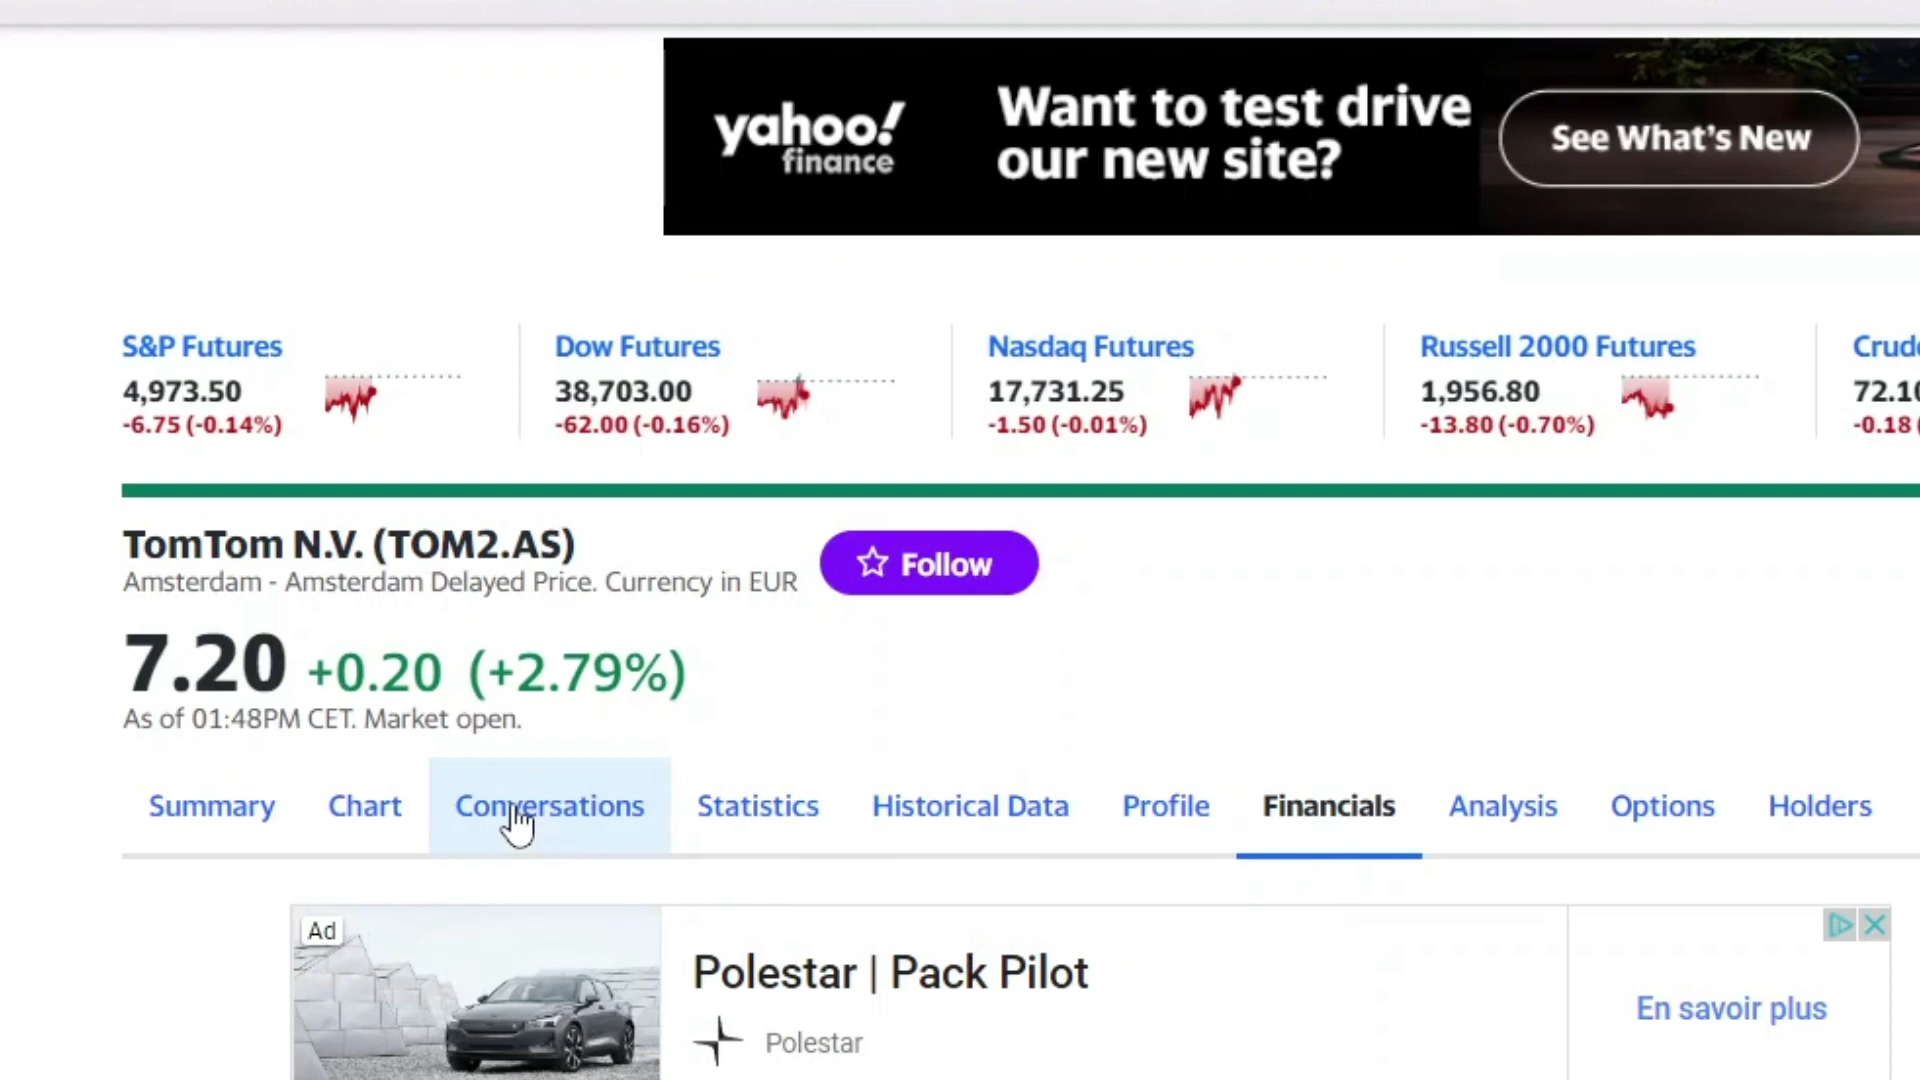 yahoo!
finance
Want to test drive
our new site?
See What's New
S&P Futures
4,973.50
-6.75 (-0.14%)
Dow Futures
38,703.00
-62.00 (-0.16%)
Nasdaq Futures
17,731.25
-1.50 (-0.01%)
Russell 2000 Futures
1,956.80
-13.80 (-0.70%)
72.10
-0.18
TomTom N.V. (TOM2.AS)
Amsterdam - Amsterdam Delayed Price. Currency in EUR
Follow
7.20 +0.20 (+2.79%)
As of 01:48PM CET. Market open.
Summary Chart Conversations Statistics Historical Data Profile Financials Analysis Options Holders
Ad
Polestar | Pack Pilot
Polestar
En savoir plus